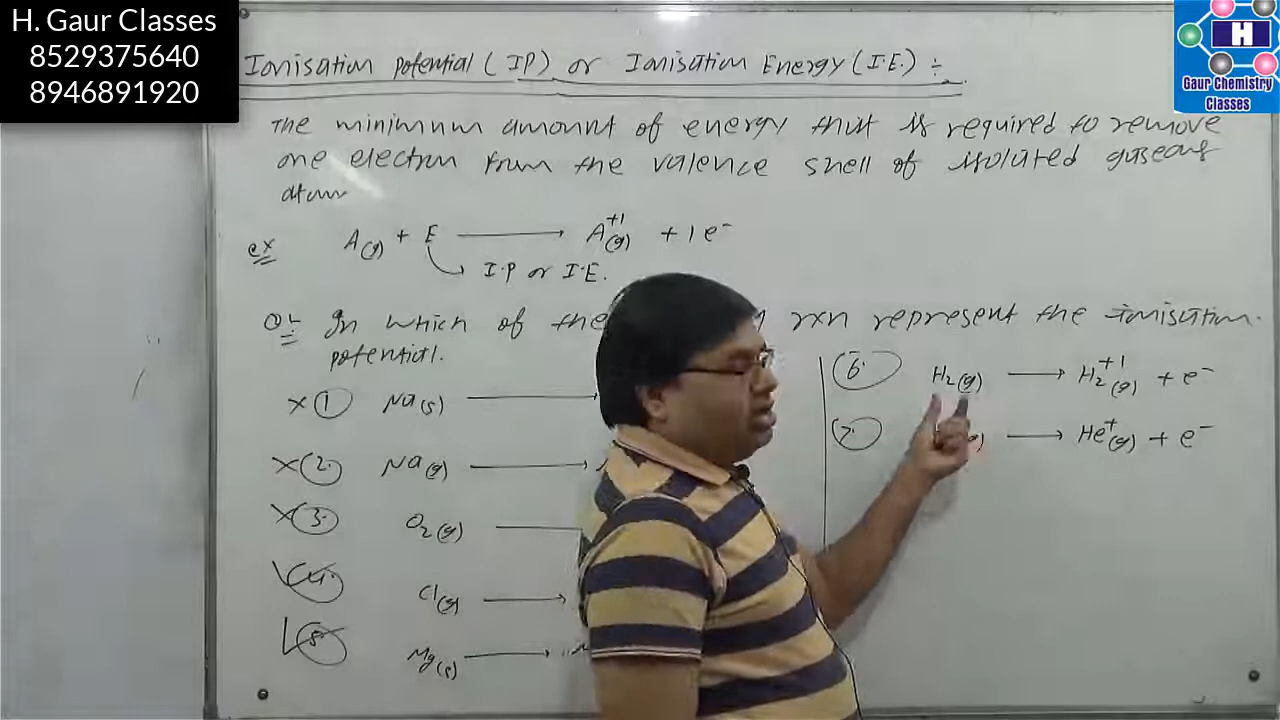 H. Gaur Classes
8529375640
8946891920
H
Gaur Chemistry
Classes
Ionisation potential (IP) or Ionisation Energy (I.E.) ÷
The minimum amount of energy that is required to remove
one electron from the valence shell of isolated gaseous
atom
ex A(g) + E ⟶ A+1(g) + 1e-
I.P or I.E.
Q In which of the rxn represent the ionisation
potential.
× 1 Na(s) ⟶
× 2. Na(g) ⟶
× 3. O2(g) ⟶
4. Cl(g) ⟶
5. Mg(s) ⟶
6. H2(g) ⟶ H2+1(g) + e-
7. (g) ⟶ He+(g) + e-